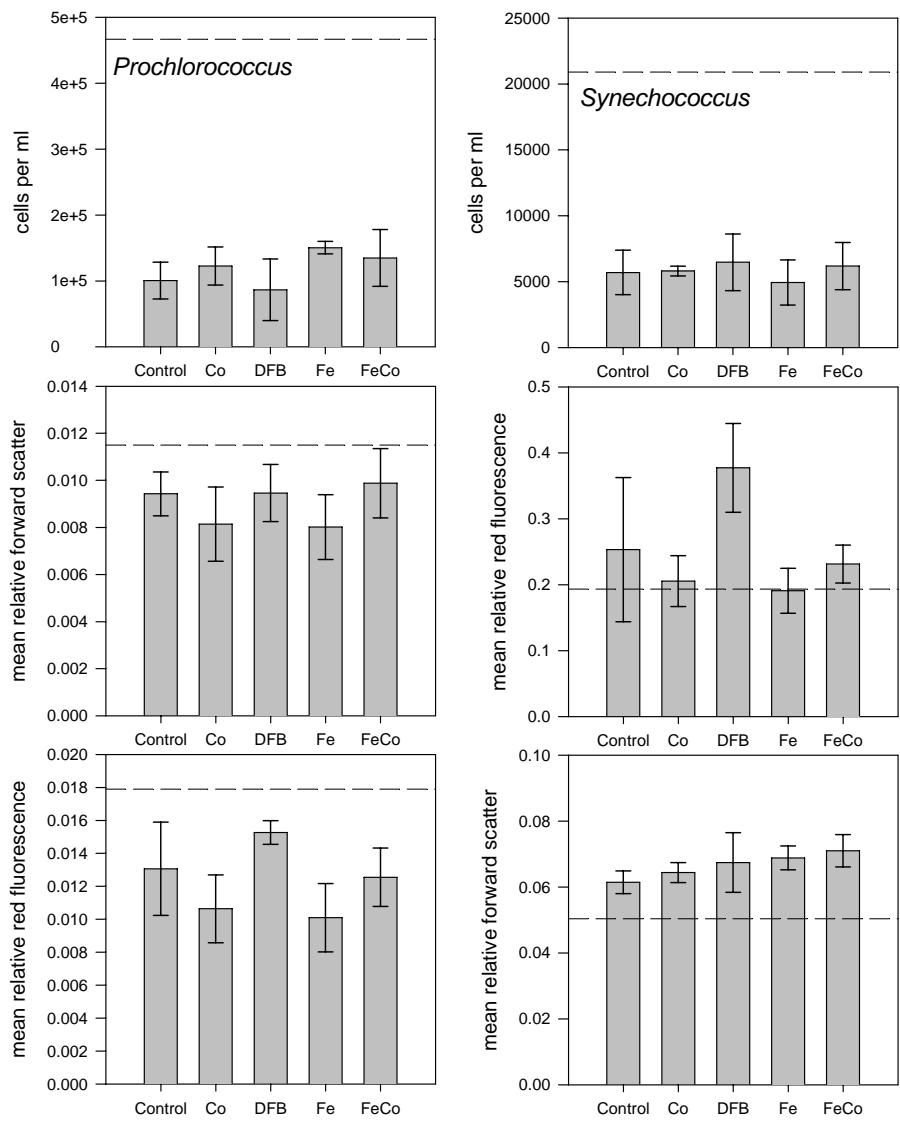 5e+5
4e+5
3e+5
2e+5
1e+5
0
cells per ml
Prochlorococcus
Control Co DFB Fe FeCo
25000
20000
15000
10000
5000
0
cells per ml
Synechococcus
Control Co DFB Fe FeCo
0.014
0.012
0.010
0.008
0.006
0.004
0.002
0.000
mean relative forward scatter
Control Co DFB Fe FeCo
0.5
0.4
0.3
0.2
0.1
0.0
mean relative red fluorescence
Control Co DFB Fe FeCo
0.020
0.018
0.016
0.014
0.012
0.010
0.008
0.006
0.004
0.002
0.000
mean relative red fluorescence
Control Co DFB Fe FeCo
0.10
0.08
0.06
0.04
0.02
0.00
mean relative forward scatter
Control Co DFB Fe FeCo